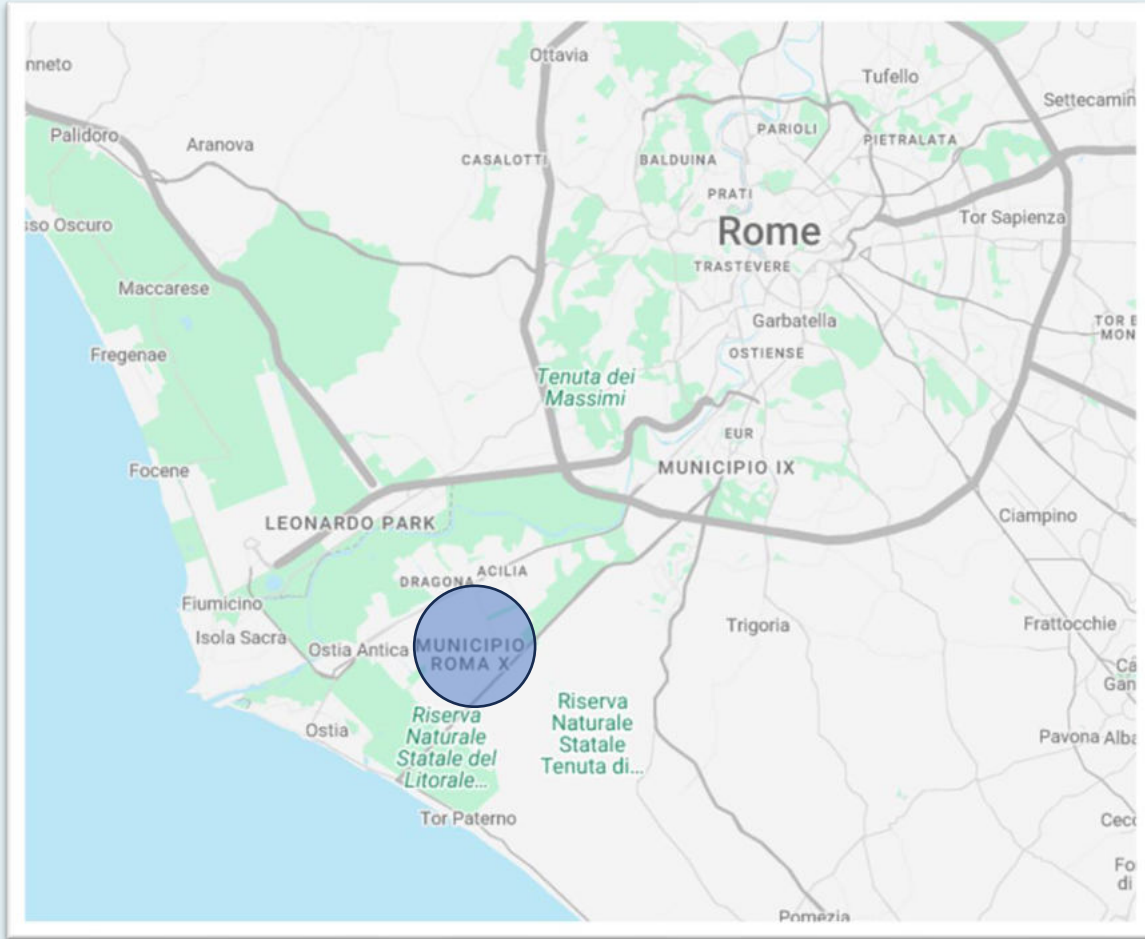 nneto
Ottavia
Tufello
Settecamin
Palidoro
Aranova
CASALOTTI
BALDUINA
PARIOLI
PIETRALATA
PRATI
sso Oscuro
Rome
Tor Sapienza
TRASTEVERE
Maccarese
Garbatella
TOR B
MON
Fregenae
OSTIENSE
Tenuta dei
Massimi
EUR
Focene
MUNICIPIO IX
LEONARDO PARK
Ciampino
ACILIA
DRAGONA
Fiumicino
Isola Sacra
Trigoria
Frattocchie
Ostia Antica
MUNICIPIO
ROMA X
Riserva
Naturale
Statale
Tenuta di...
Riserva
Naturale
Statale del
Litorale...
Ostia
Pavona
Alba
Tor Paterno
Pomezia